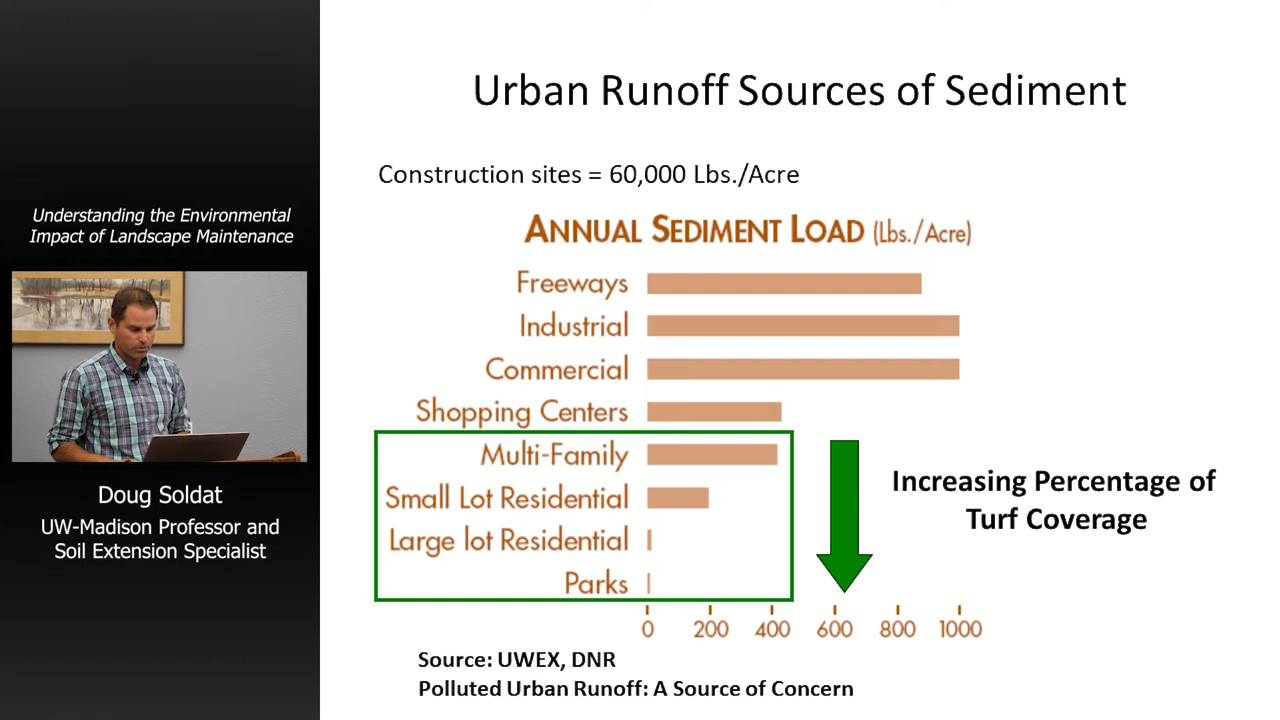 Understanding the Environmental
Impact of Landscape Maintenance
Doug Soldat
UW-Madison Professor and
Soil Extension Specialist
Urban Runoff Sources of Sediment
Construction sites = 60,000 Lbs./Acre
ANNUAL SEDIMENT LOAD (Lbs./Acre)
Freeways
Industrial
Commercial
Shopping Centers
Multi-Family
Small Lot Residential
Large lot Residential
Parks
0 200 400 600 800 1000
Increasing Percentage of
Turf Coverage
Source: UWEX, DNR
Polluted Urban Runoff: A Source of Concern